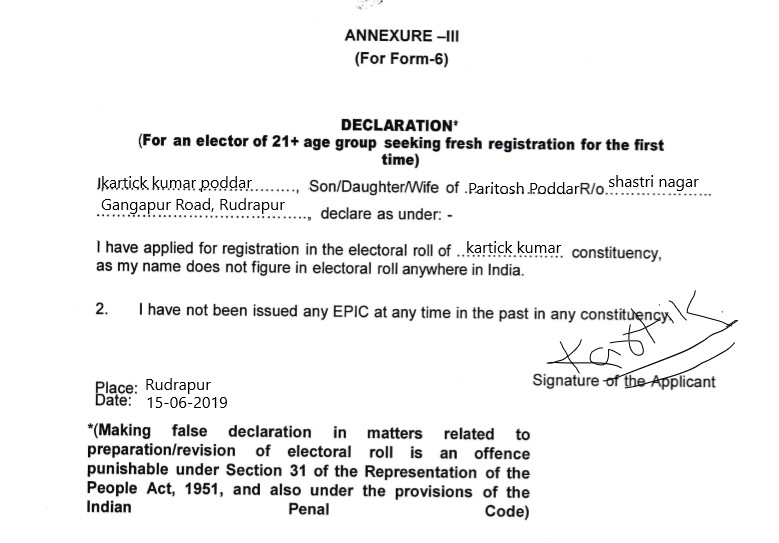 ANNEXURE –III
(For Form-6)
DECLARATION*
(For an elector of 21+ age group seeking fresh registration for the first
time)
I kartick kumar poddar.........., Son/Daughter/Wife of .Paritosh PoddarR/o.shastri nagar
Gangapur Road, Rudrapur....., declare as under: -
I have applied for registration in the electoral roll of ..kartick kumar. constituency,
as my name does not figure in electoral roll anywhere in India.
2. I have not been issued any EPIC at any time in the past in any constituency
Kartik
Signature of the Applicant
Place: Rudrapur
Date: 15-06-2019
*(Making false declaration in matters related to
preparation/revision of electoral roll is an offence
punishable under Section 31 of the Representation of the
People Act, 1951, and also under the provisions of the
Indian Penal Code)